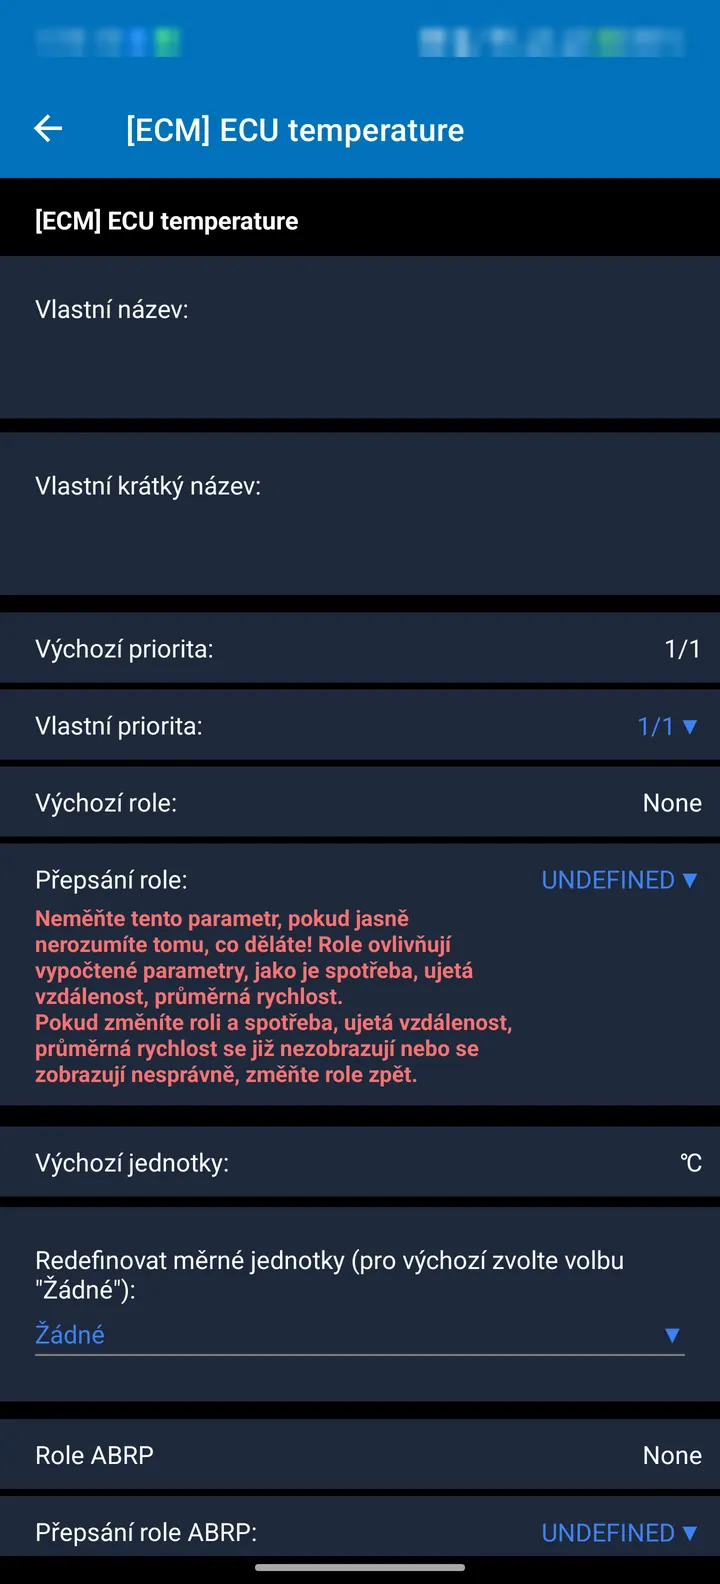 [ECM] ECU temperature
[ECM] ECU temperature
Vlastní název:
Vlastní krátký název:
Výchozí priorita: 1/1
Vlastní priorita: 1/1 ▼
Výchozí role: None
Přepsání role: UNDEFINED ▼
Neměňte tento parametr, pokud jasně
nerozumíte tomu, co děláte! Role ovlivňují
vypočtené parametry, jako je spotřeba, ujetá
vzdálenost, průměrná rychlost.
Pokud změníte roli a spotřeba, ujetá vzdálenost,
průměrná rychlost se již nezobrazují nebo se
zobrazují nesprávně, změňte role zpět.
Výchozí jednotky: °C
Redefinovat měrné jednotky (pro výchozí zvolte volbu
"Žádné"):
Žádné ▼
Role ABRP None
Přepsání role ABRP: UNDEFINED ▼